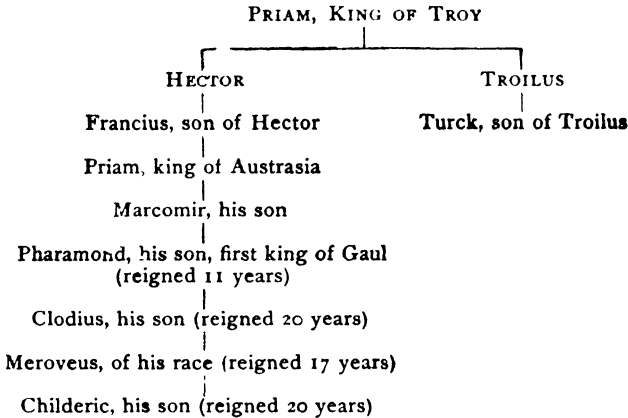 PRIAM, KING OF TROY
HECTOR TROILUS
Francius, son of Hector Turck, son of Troilus
Priam, king of Austrasia
Marcomir, his son
Pharamond, his son, first king of Gaul
(reigned 11 years)
Clodius, his son (reigned 20 years)
Meroveus, of his race (reigned 17 years)
Childeric, his son (reigned 20 years)